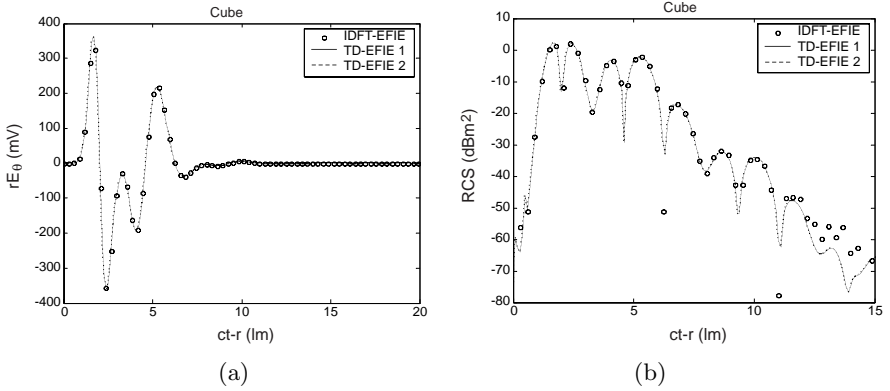 Cube
IDFT-EFIE
TD-EFIE 1
TD-EFIE 2
rEθ (mV)
400
300
200
100
0
-100
-200
-300
-400
0
5
10
15
20
ct-r (lm)
(a)
Cube
IDFT-EFIE
TD-EFIE 1
TD-EFIE 2
RCS (dBm²)
10
0
-10
-20
-30
-40
-50
-60
-70
-80
0
5
10
15
ct-r (lm)
(b)